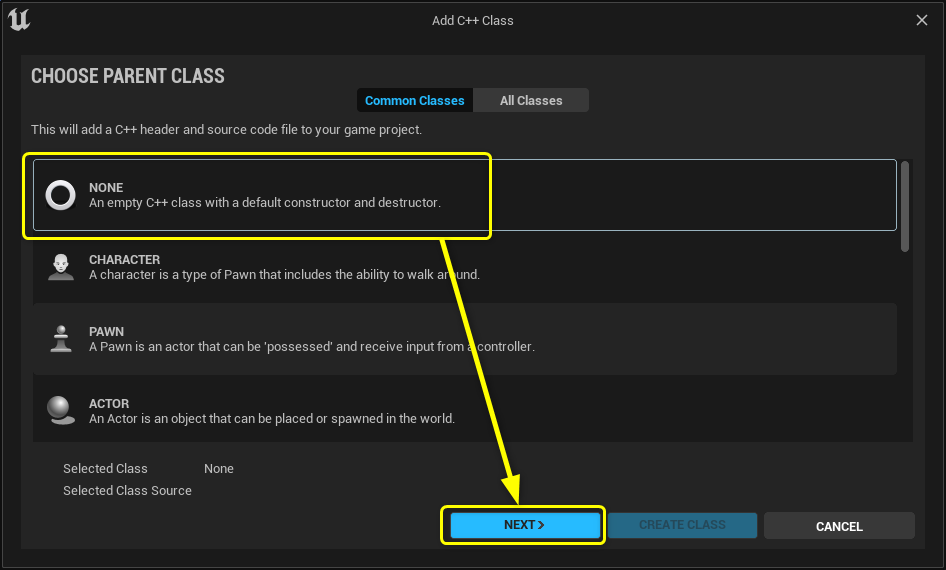 Add C++ Class
CHOOSE PARENT CLASS
Common Classes
All Classes
This will add a C++ header and source code file to your game project.
NONE
An empty C++ class with a default constructor and destructor.
CHARACTER
A character is a type of Pawn that includes the ability to walk around.
PAWN
A Pawn is an actor that can be 'possessed' and receive input from a controller.
ACTOR
An Actor is an object that can be placed or spawned in the world.
Selected Class None
Selected Class Source
NEXT >
CREATE CLASS
CANCEL